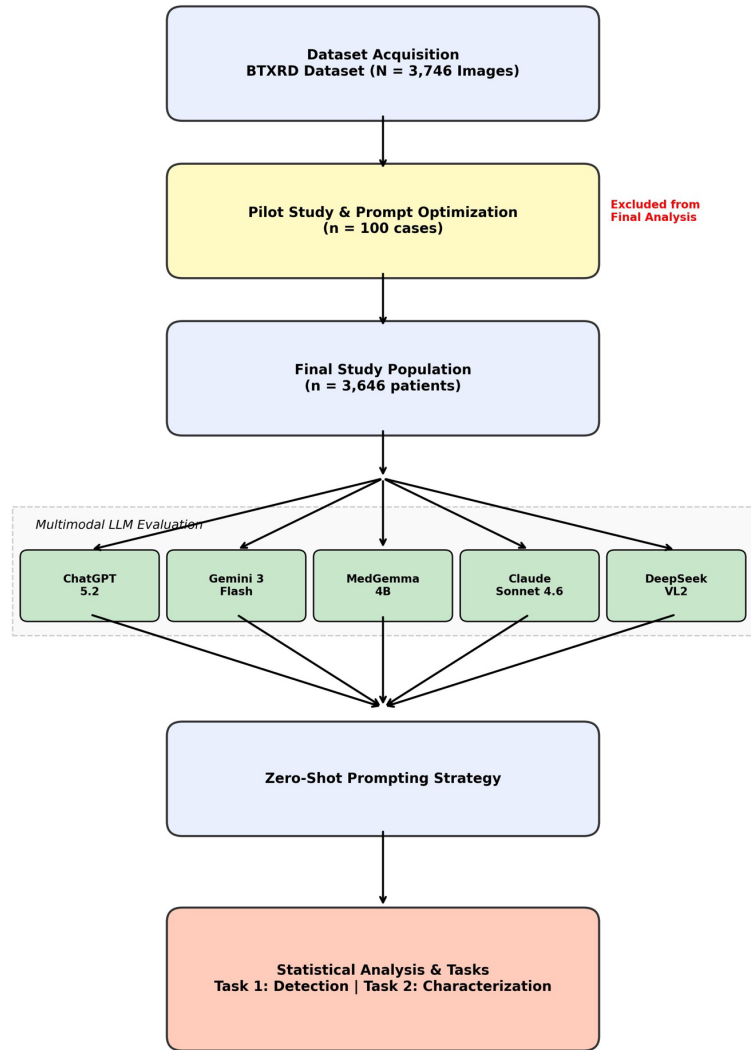 Dataset Acquisition
BTXRD Dataset (N = 3,746 Images)
Pilot Study & Prompt Optimization
(n = 100 cases)
Excluded from
Final Analysis
Final Study Population
(n = 3,646 patients)
Multimodal LLM Evaluation
ChatGPT
5.2
Gemini 3
Flash
MedGemma
4B
Claude
Sonnet 4.6
DeepSeek
VL2
Zero-Shot Prompting Strategy
Statistical Analysis & Tasks
Task 1: Detection | Task 2: Characterization